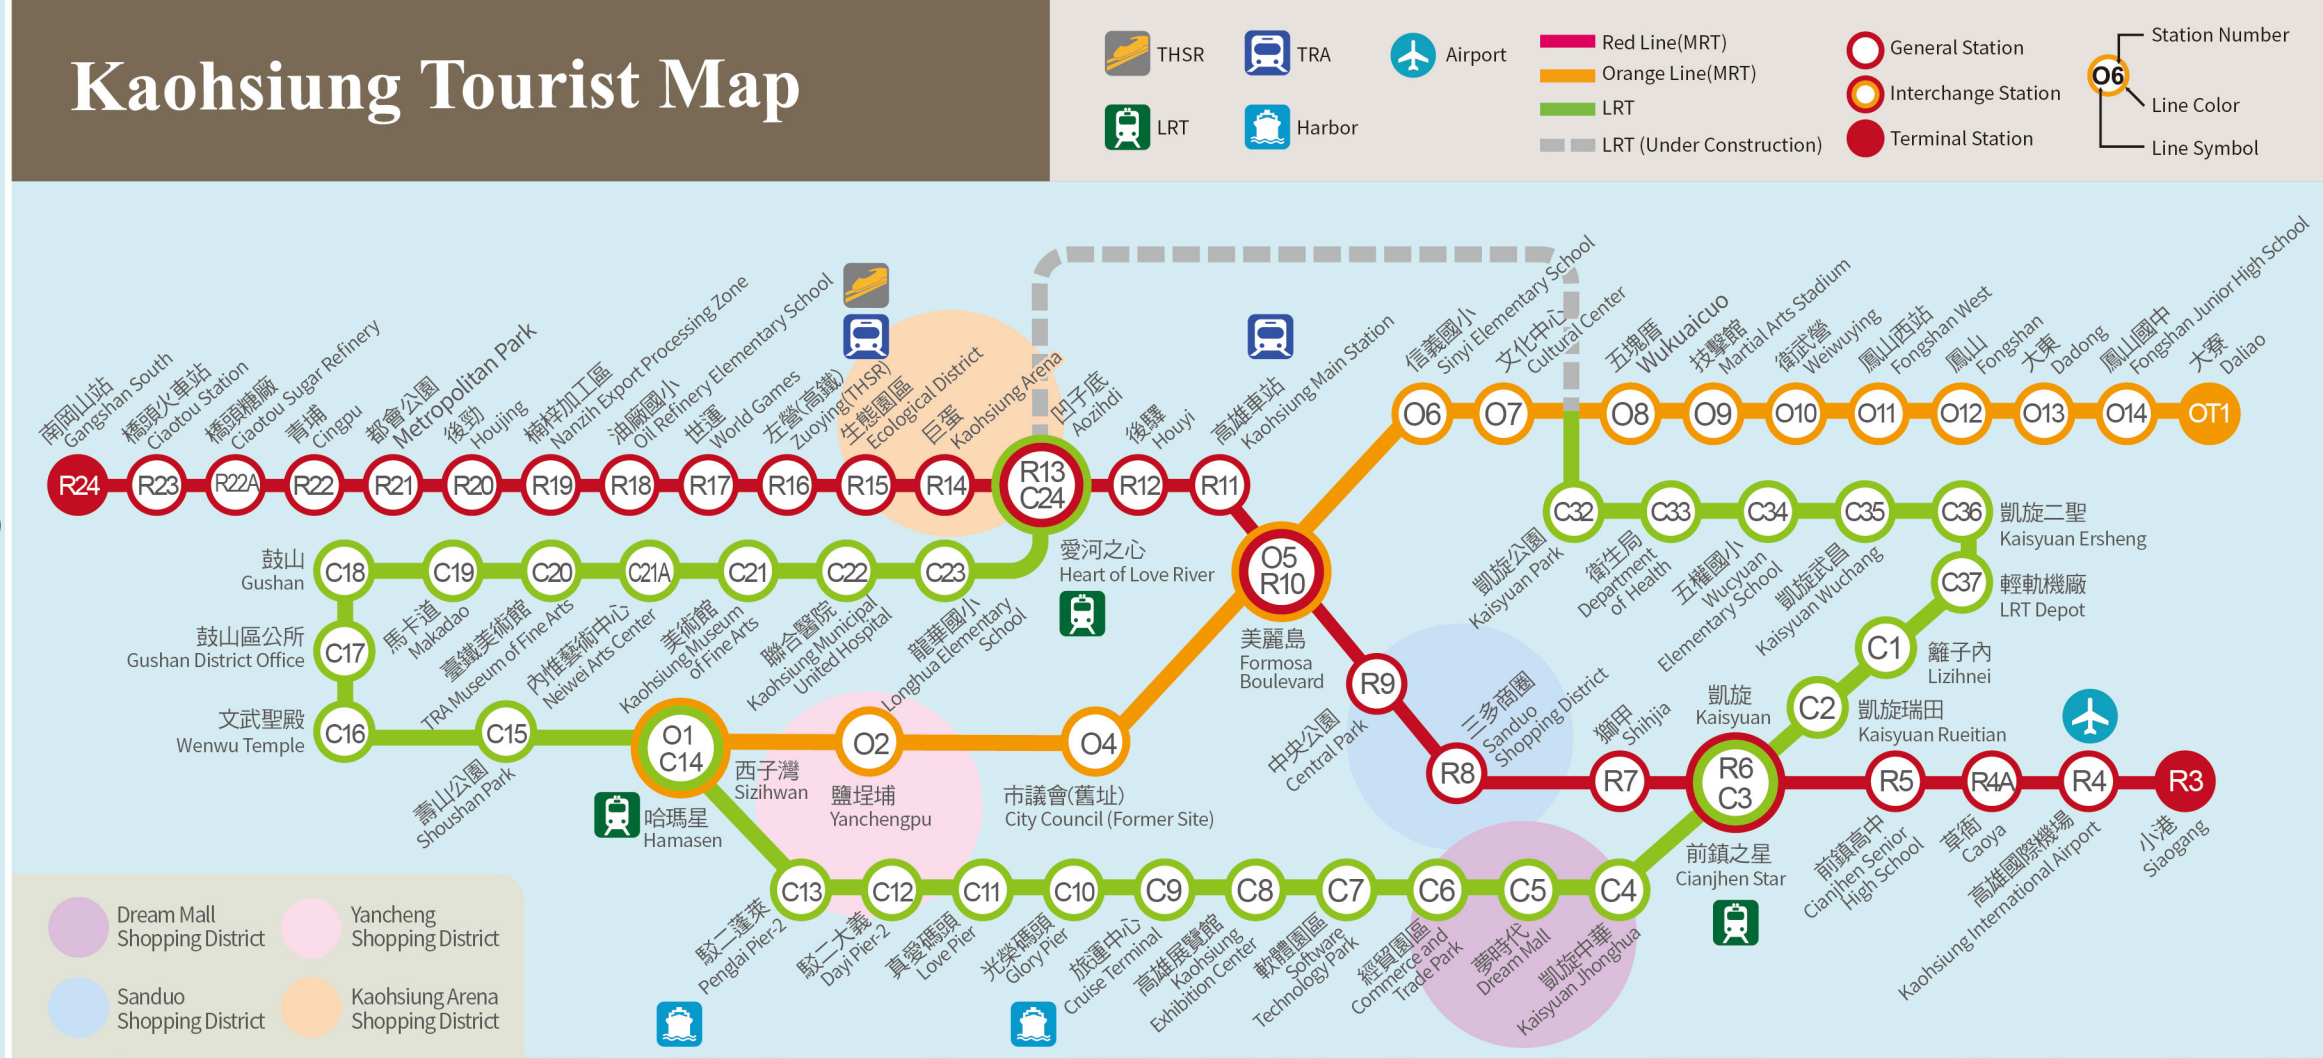 Kaohsiung Tourist Map
THSR
TRA
Airport
LRT
Harbor
Red Line(MRT)
Orange Line(MRT)
LRT
LRT (Under Construction)
General Station
Interchange Station
Terminal Station
O6
Station Number
Line Color
Line Symbol
南岡山站
Gangshan South
橋頭火車站
Ciaotou Station
橋頭糖廠
Ciaotou Sugar Refinery
青埔
Cingpu
都會公園
Metropolitan Park
後勁
Houjing
楠梓加工區
Nanzih Export Processing Zone
油廠國小
Oil Refinery Elementary School
世運
World Games
左營(高鐵)
Zuoying(THSR)
生態園區
Ecological District
巨蛋
Kaohsiung Arena
凹子底
Aozihdi
後驛
Houyi
高雄車站
Kaohsiung Main Station
信義國小
Sinyi Elementary School
文化中心
Cultural Center
五塊厝
Wukuaicuo
技擊館
Martial Arts Stadium
衛武營
Weiwuying
鳳山西站
Fongshan West
鳳山
Fongshan
大東
Dadong
鳳山國中
Fongshan Junior High School
大寮
Daliao
O6
O7
O8
O9
O10
O11
O12
O13
O14
OT1
R24
R23
R22A
R22
R21
R20
R19
R18
R17
R16
R15
R14
R13
C24
R12
R11
C32
C33
C34
C35
C36
凱旋二聖
Kaisyuan Ersheng
愛河之心
Heart of Love River
O5
R10
美麗島
Formosa
Boulevard
凱旋公園
Kaisyuan Park
衛生局
Department
of Health
五權國小
Wucyuan
Elementary School
凱旋武昌
Kaisyuan Wuchang
C37
輕軌機廠
LRT Depot
鼓山
Gushan
C18
C19
C20
C21A
C21
C22
C23
馬卡道
Makadao
臺鐵美術館
TRA Museum of Fine Arts
內惟藝術中心
Neiwei Arts Center
美術館
Kaohsiung Museum
of Fine Arts
聯合醫院
Kaohsiung Municipal
United Hospital
龍華國小
Longhua Elementary
School
鼓山區公所
Gushan District Office
C17
C1
籬子內
Lizihnei
文武聖殿
Wenwu Temple
C16
C15
壽山公園
Shoushan Park
O1
C14
西子灣
Sizihwan
哈瑪星
Hamasen
O2
鹽埕埔
Yanchengpu
O4
市議會(舊址)
City Council (Former Site)
R9
中央公園
Central Park
R8
三多商圈
Sanduo
Shopping District
R7
獅甲
Shihjia
凱旋
Kaisyuan
R6
C3
前鎮之星
Cianjhen Star
C2
凱旋瑞田
Kaisyuan Rueitian
R5
R4A
R4
R3
前鎮高中
Cianjhen Senior
High School
草衙
Caoya
高雄國際機場
Kaohsiung International Airport
小港
Siaogang
C13
C12
C11
C10
C9
C8
C7
C6
C5
C4
駁二蓬萊
Penglai Pier-2
駁二大義
Dayi Pier-2
真愛碼頭
Love Pier
光榮碼頭
Glory Pier
旅運中心
Cruise Terminal
高雄展覽館
Kaohsiung
Exhibition Center
軟體園區
Software
Technology Park
經貿園區
Commerce and
Trade Park
夢時代
Dream Mall
凱旋中華
Kaisyuan Jhonghua
Dream Mall
Shopping District
Yancheng
Shopping District
Sanduo
Shopping District
Kaohsiung Arena
Shopping District